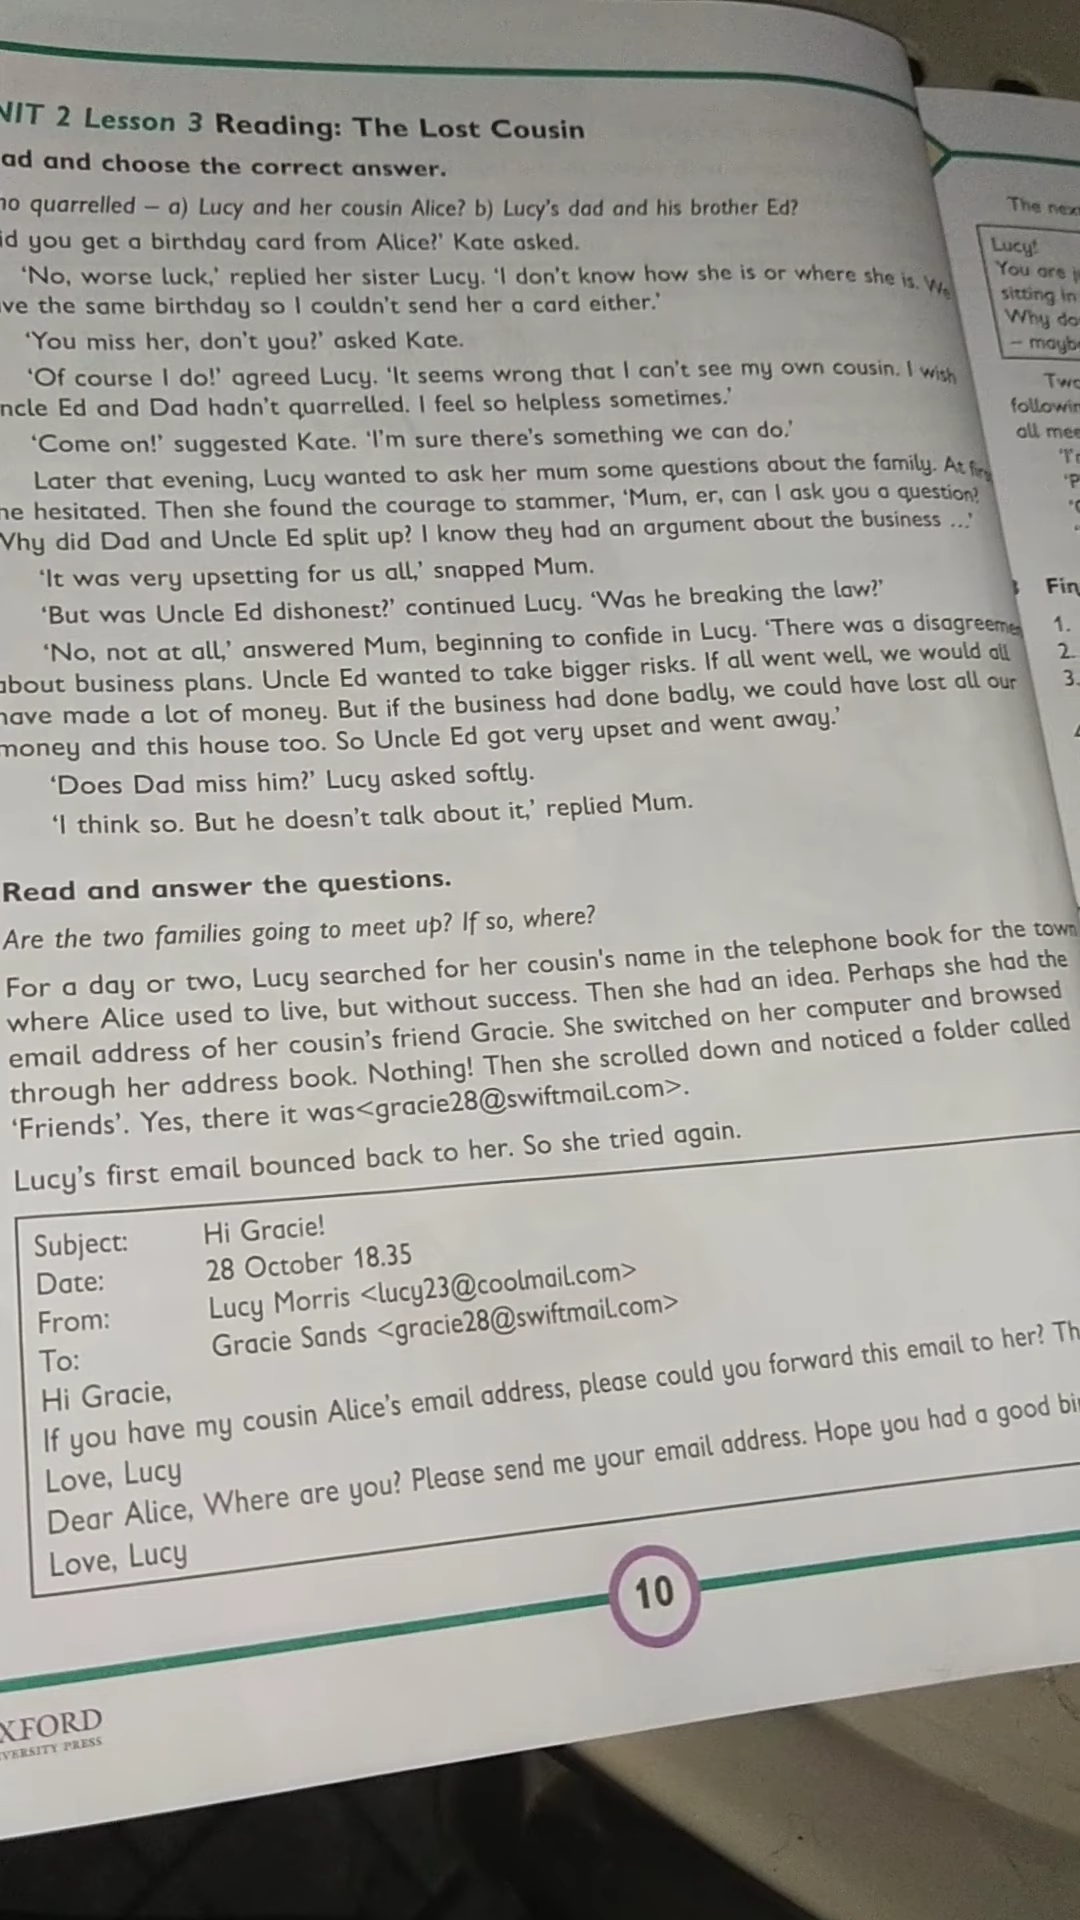 NIT 2 Lesson 3 Reading: The Lost Cousin
ad and choose the correct answer.
no quarrelled – a) Lucy and her cousin Alice? b) Lucy's dad and his brother Ed?
id you get a birthday card from Alice?' Kate asked.
'No, worse luck,' replied her sister Lucy. 'I don't know how she is or where she is. We
ve the same birthday so I couldn't send her a card either.'
'You miss her, don't you?' asked Kate.
'Of course I do!' agreed Lucy. 'It seems wrong that I can't see my own cousin. I wish
ncle Ed and Dad hadn't quarrelled. I feel so helpless sometimes.'
'Come on!' suggested Kate. 'I'm sure there's something we can do.'
Later that evening, Lucy wanted to ask her mum some questions about the family. At firs
he hesitated. Then she found the courage to stammer, 'Mum, er, can I ask you a question?
Why did Dad and Uncle Ed split up? I know they had an argument about the business ...'
'It was very upsetting for us all,' snapped Mum.
'But was Uncle Ed dishonest?' continued Lucy. 'Was he breaking the law?'
'No, not at all,' answered Mum, beginning to confide in Lucy. 'There was a disagreeme
about business plans. Uncle Ed wanted to take bigger risks. If all went well, we would all
have made a lot of money. But if the business had done badly, we could have lost all our
money and this house too. So Uncle Ed got very upset and went away.'
'Does Dad miss him?' Lucy asked softly.
'I think so. But he doesn't talk about it,' replied Mum.
Read and answer the questions.
Are the two families going to meet up? If so, where?
For a day or two, Lucy searched for her cousin's name in the telephone book for the town
where Alice used to live, but without success. Then she had an idea. Perhaps she had the
email address of her cousin's friend Gracie. She switched on her computer and browsed
through her address book. Nothing! Then she scrolled down and noticed a folder called
'Friends'. Yes, there it was<gracie28@swiftmail.com>.
Lucy's first email bounced back to her. So she tried again.
Subject: Hi Gracie!
Date: 28 October 18.35
From: Lucy Morris <lucy23@coolmail.com>
To: Gracie Sands <gracie28@swiftmail.com>
Hi Gracie,
If you have my cousin Alice's email address, please could you forward this email to her? Th
Love, Lucy
Dear Alice, Where are you? Please send me your email address. Hope you had a good bi
Love, Lucy
10
XFORD
VERSITY PRESS
The nex
Lucy!
You are
sitting in
Why do
– maybe
Two
followin
all mee
'I'
'P
Fin
1.
2.
3.